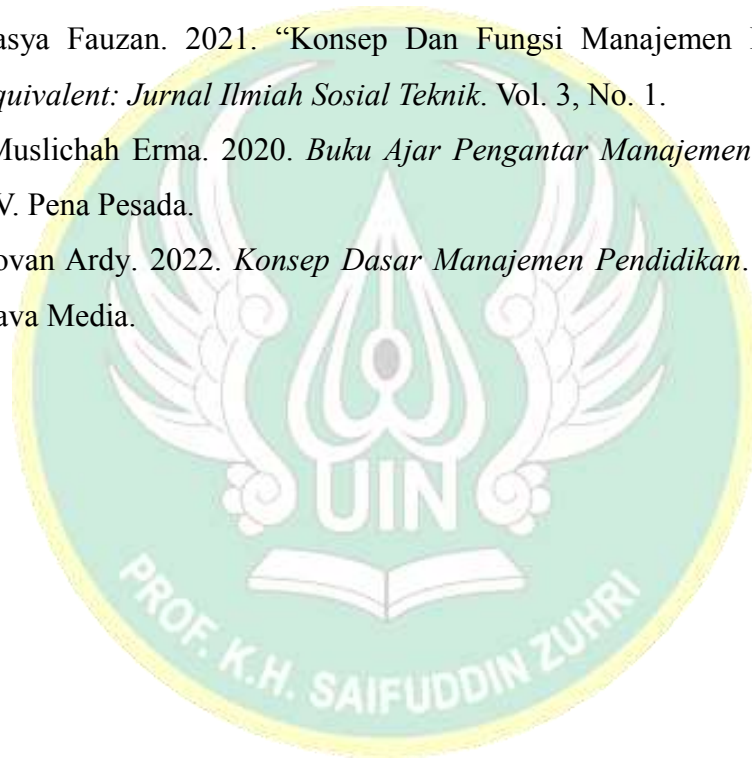 asya Fauzan. 2021. “Konsep Dan Fungsi Manajemen
quivalent: Jurnal Ilmiah Sosial Teknik. Vol. 3, No. 1.
Muslichah Erma. 2020. Buku Ajar Pengantar Manajemen
V. Pena Pesada.
ovan Ardy. 2022. Konsep Dasar Manajemen Pendidikan.
ava Media.
UIN
PROF. K.H. SAIFUDDIN ZUHRI